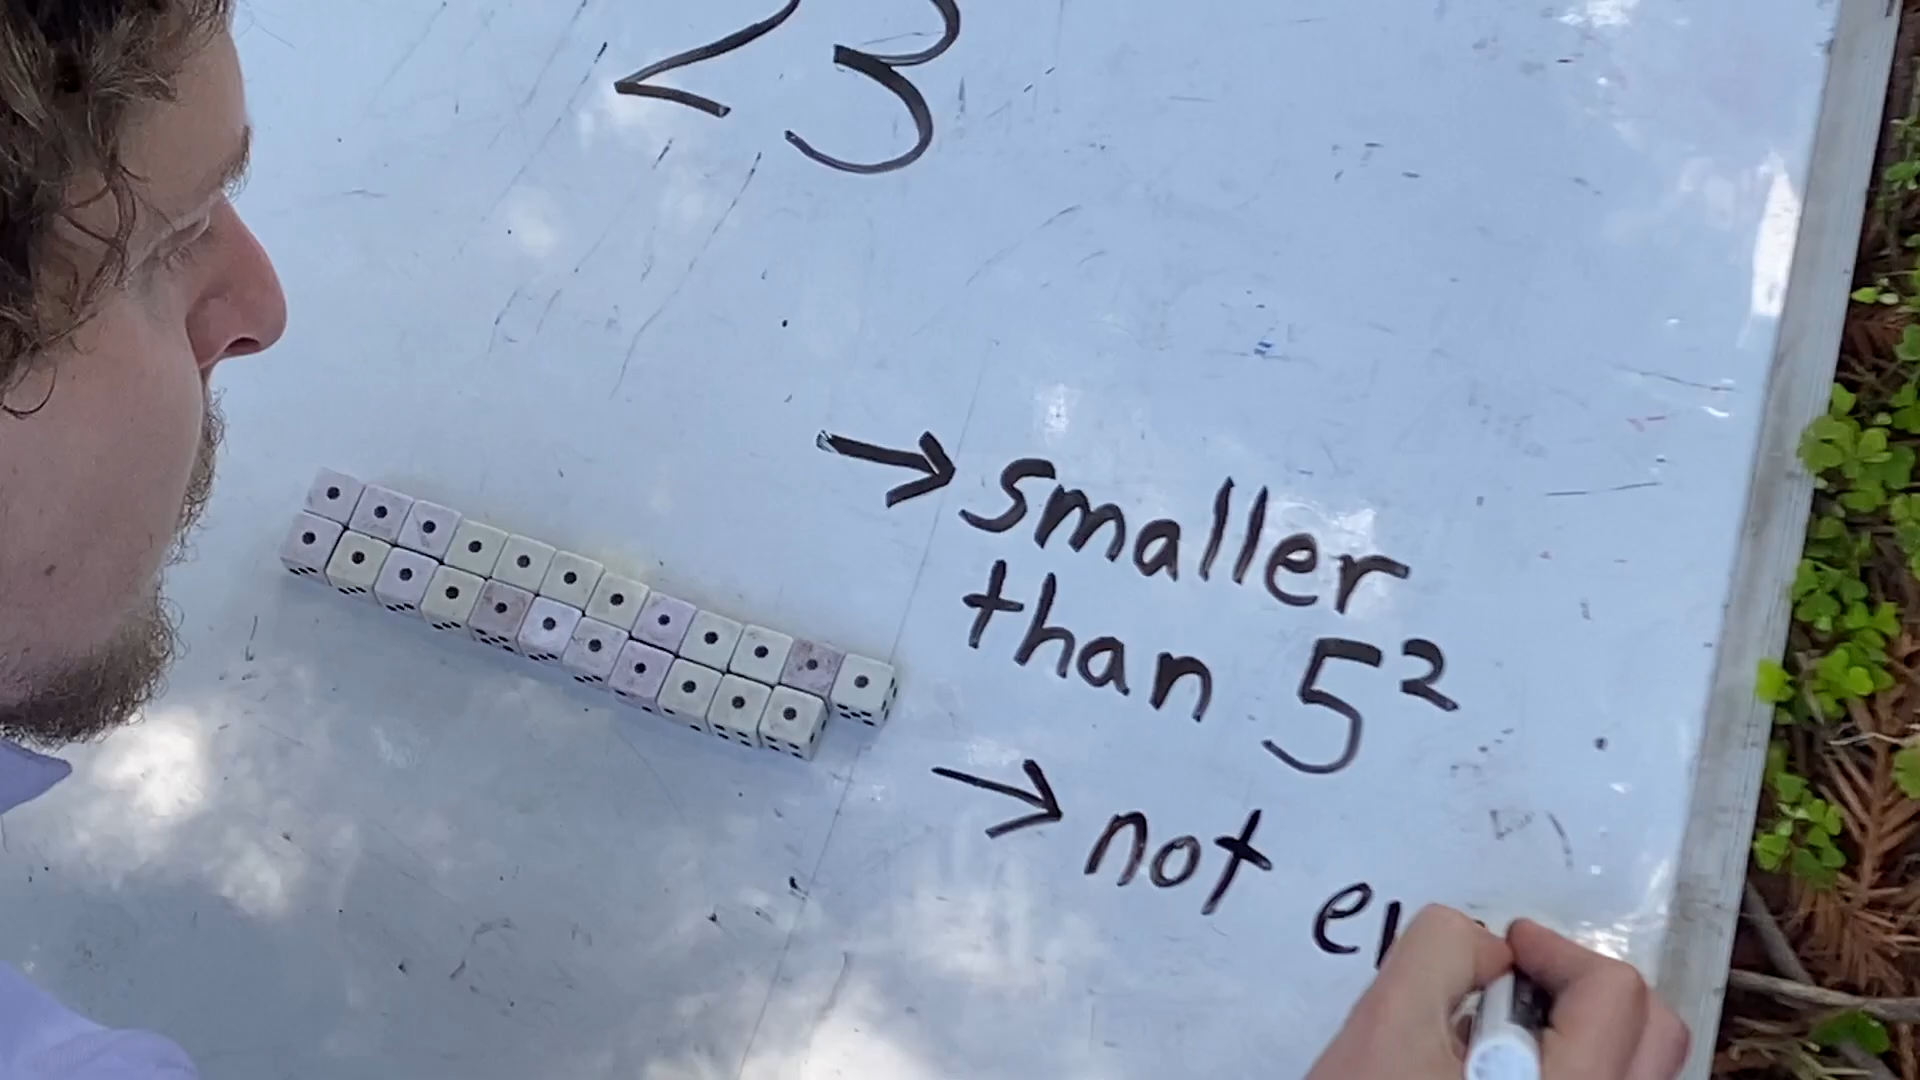 23
→ smaller
than 5²
→ not